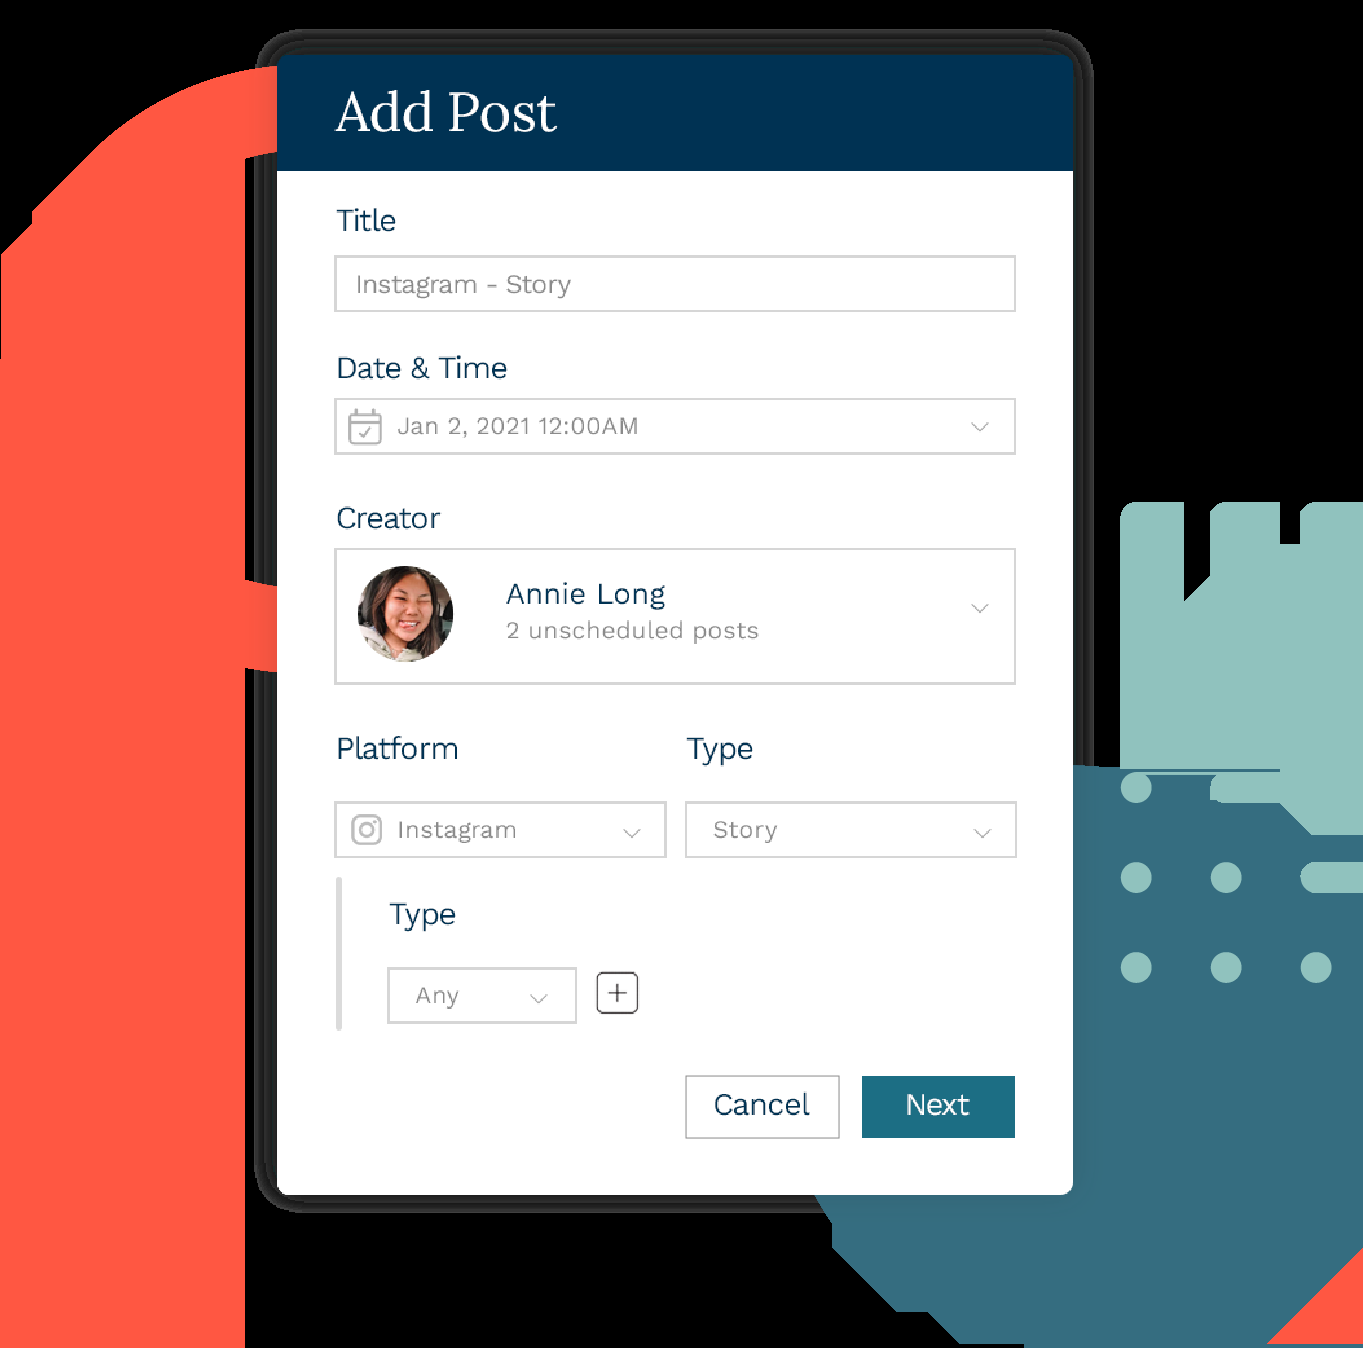 Add Post
Title
Instagram - Story
Date & Time
Jan 2, 2021 12:00AM
Creator
Annie Long
2 unscheduled posts
Platform
Type
Instagram
Story
Type
Any
Cancel
Next